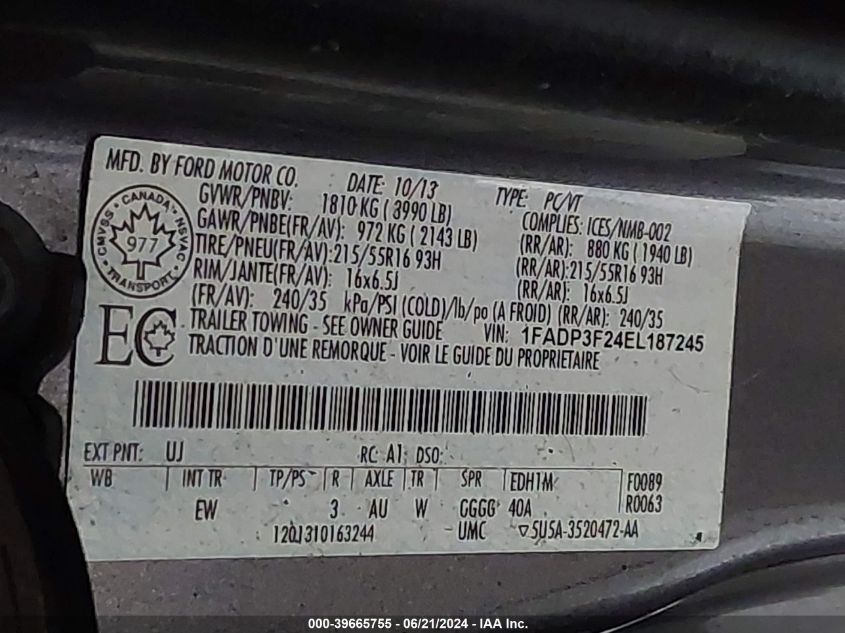 MFD. BY FORD MOTOR CO. DATE: 10/13 TYPE: PC/VT
GVWR/PNBV: 1810 KG ( 3990 LB) COMPLIES: ICES/NMB-002
GAWR/PNBE(FR/AV): 972 KG ( 2143 LB) (RR/AR): 880 KG ( 1940 LB)
TIRE/PNEU(FR/AV):215/55R16 93H (RR/AR):215/55R16 93H
RIM/JANTE(FR/AV): 16x6.5J (RR/AR): 16x6.5J
(FR/AV): 240/35 kPa/PSI (COLD)/lb/po (A FROID) (RR/AR): 240/35
TRAILER TOWING - SEE OWNER GUIDE VIN: 1FADP3F24EL187245
TRACTION D'UNE REMORQUE - VOIR LE GUIDE DU PROPRIETAIRE
CANADA
CMVSS 977 NSVAC
TRANSPORT
EC
EXT PNT: UJ RC: A1 DSO:
WB INT TR TP/PS R AXLE TR SPR EDH1M F0089
EW 3 AU W GGGG 40A R0063
120J310163244 UMC ▽5U5A-3520472-AA
000-39665755 - 06/21/2024 - IAA Inc.